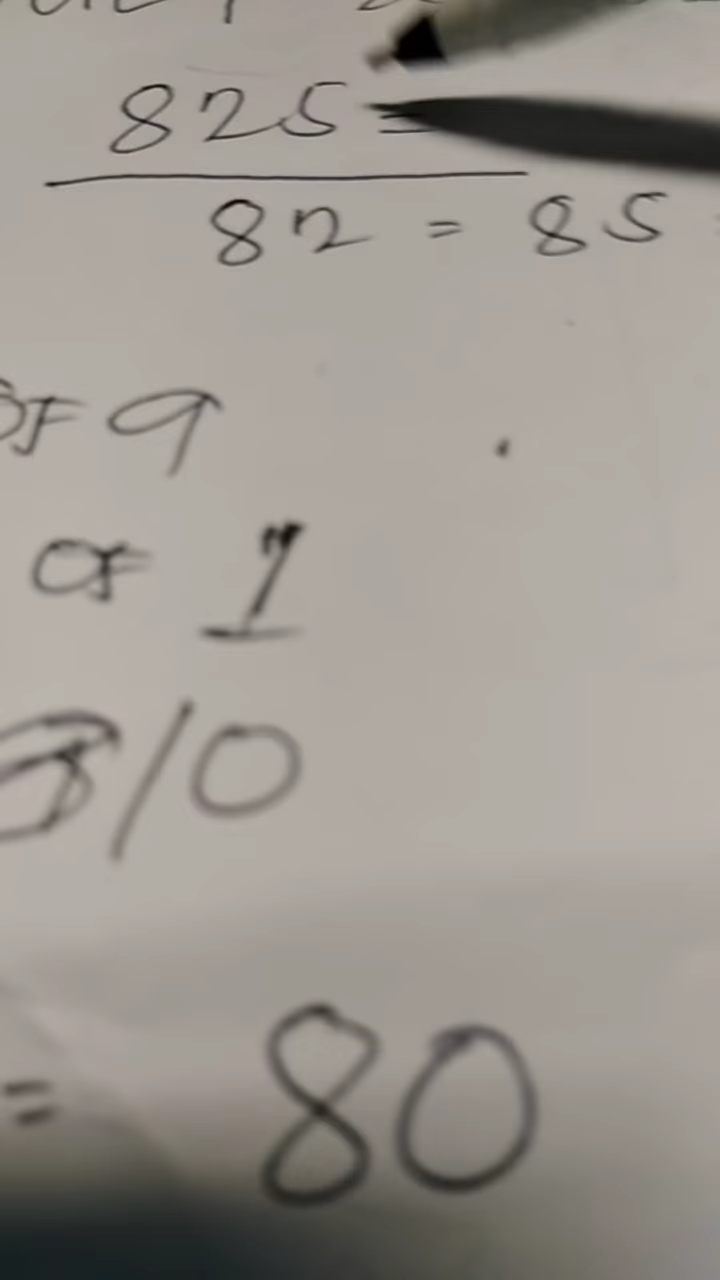 825 =
82 = 85
OF 9
OF 1
/0
= 80